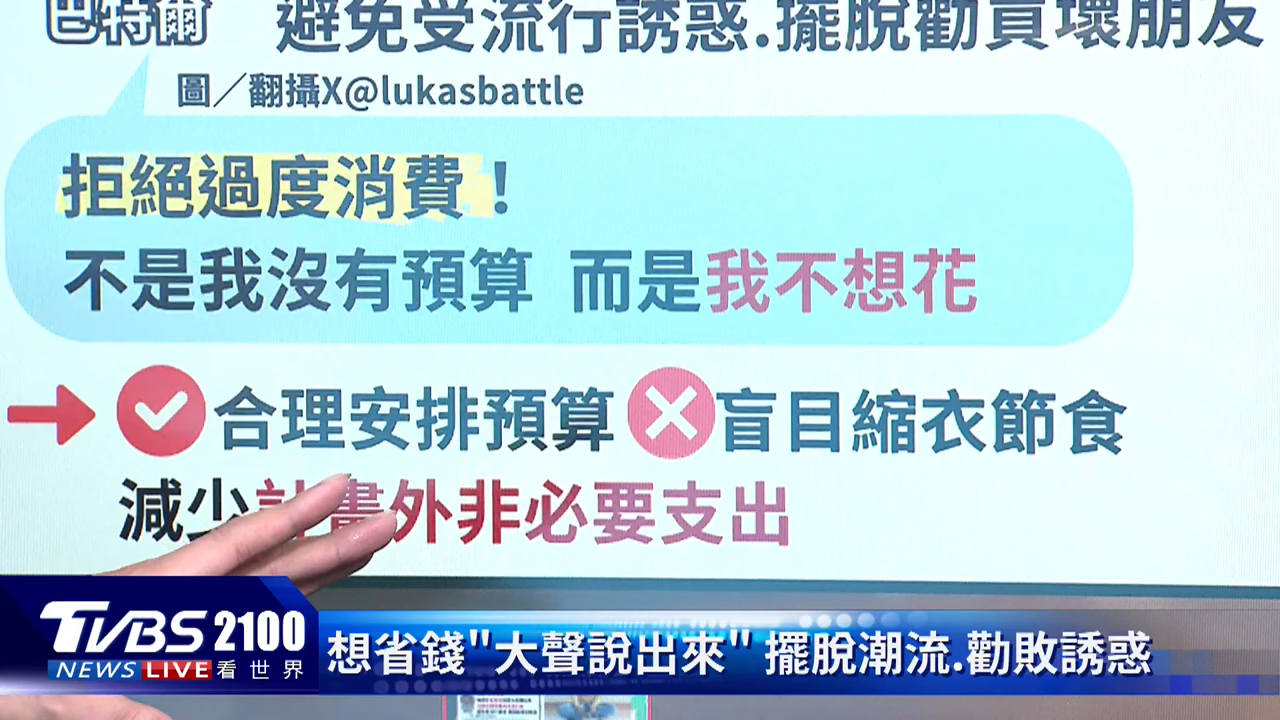 巴特爾 避免受流行誘惑.擺脫勸買壞朋友
圖／翻攝X@lukasbattle
拒絕過度消費！
不是我沒有預算 而是我不想花
合理安排預算 盲目縮衣節食
減少計畫外非必要支出
TVBS 2100
NEWS LIVE 看世界
想省錢"大聲說出來" 擺脫潮流.勸敗誘惑